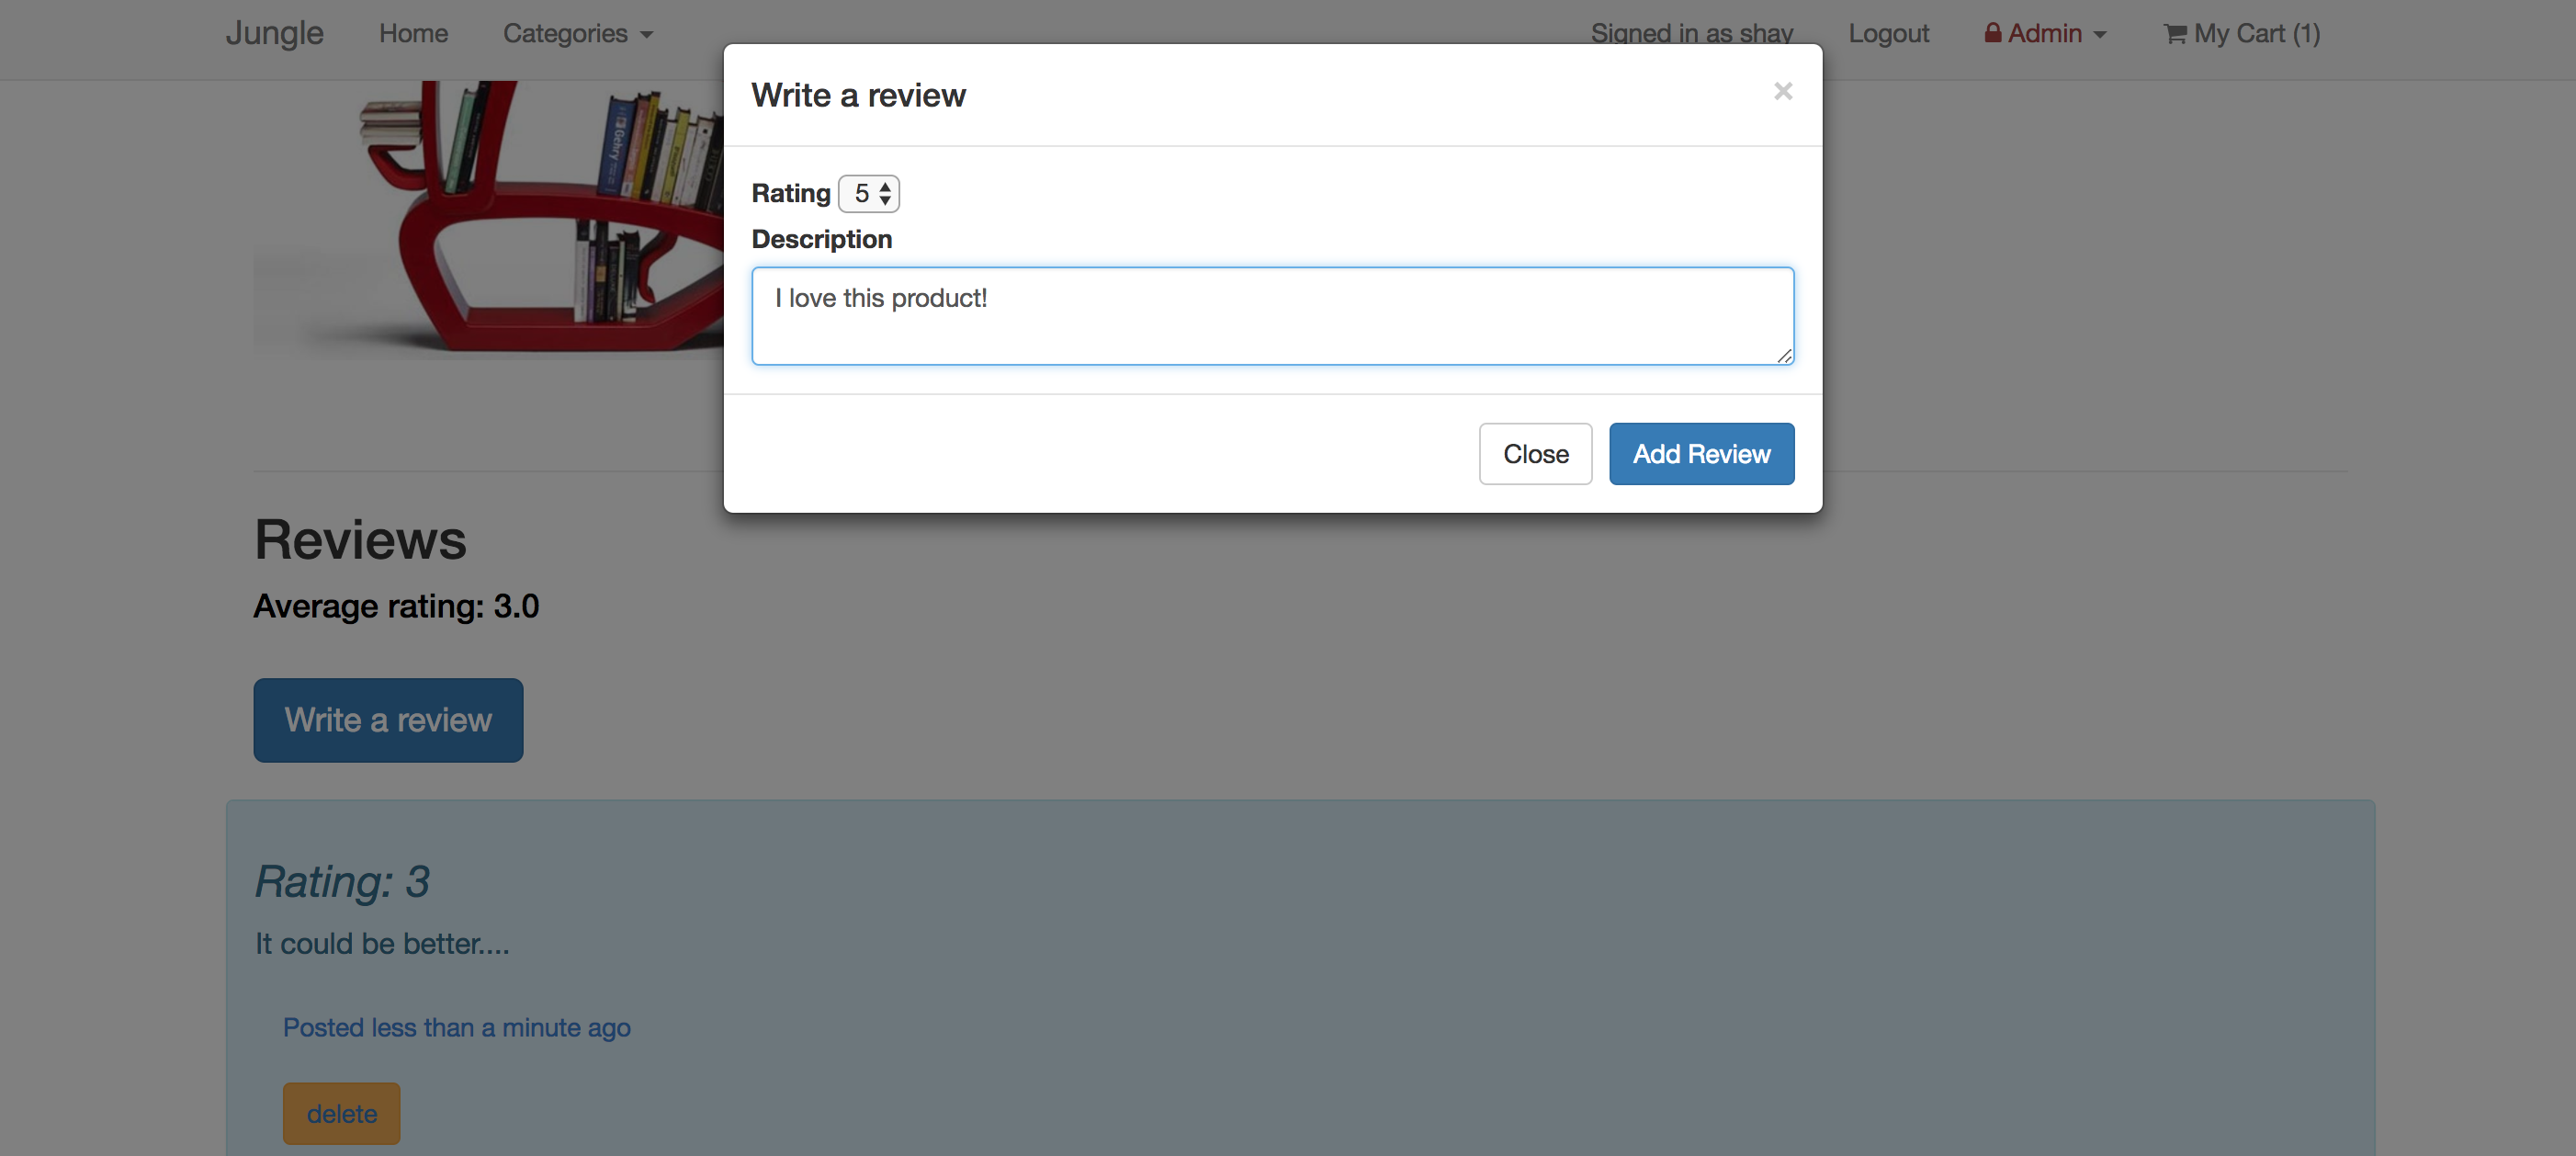 Jungle Home Categories Signed in as shay Logout Admin My Cart (1)
Write a review ×
Gehry
Rating 5
Description
I love this product!
Close Add Review
Reviews
Average rating: 3.0
Write a review
Rating: 3
It could be better....
Posted less than a minute ago
delete